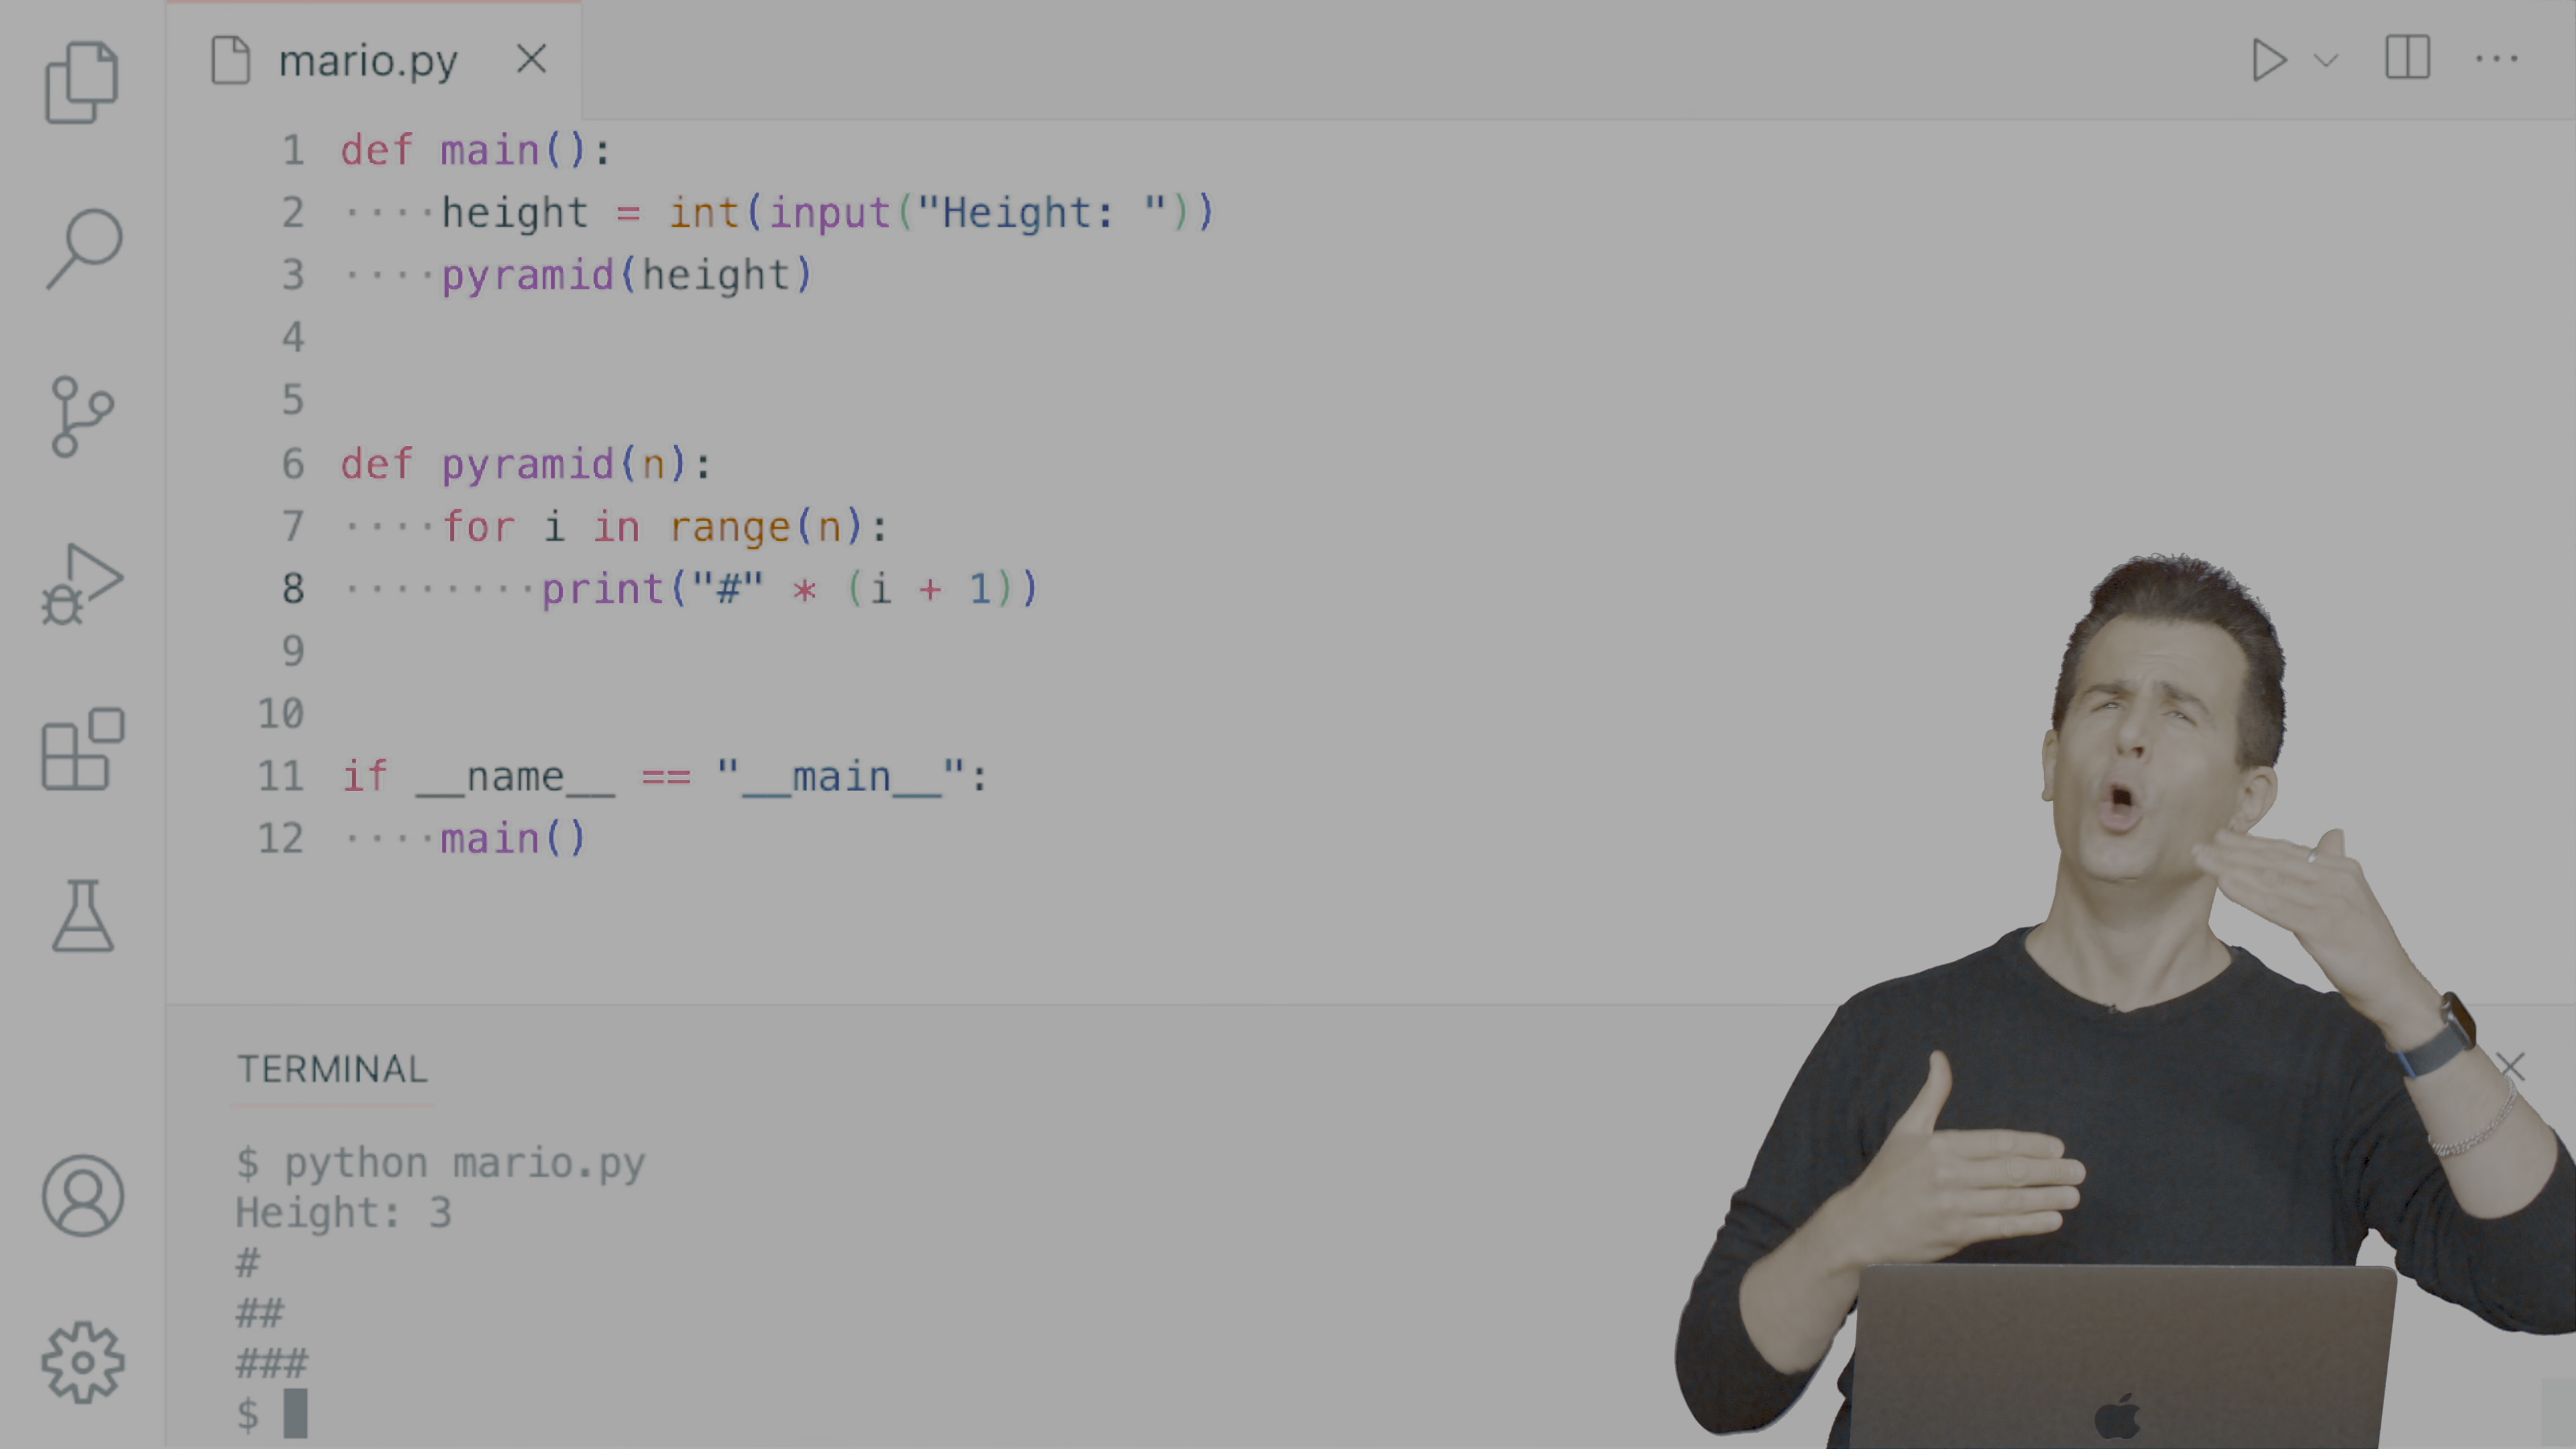 mario.py
1 def main():
2 ····height = int(input("Height: "))
3 ····pyramid(height)
4
5
6 def pyramid(n):
7 ····for i in range(n):
8 ········print("#" * (i + 1))
9
10
11 if __name__ == "__main__":
12 ····main()
TERMINAL
$ python mario.py
Height: 3
#
##
###
$